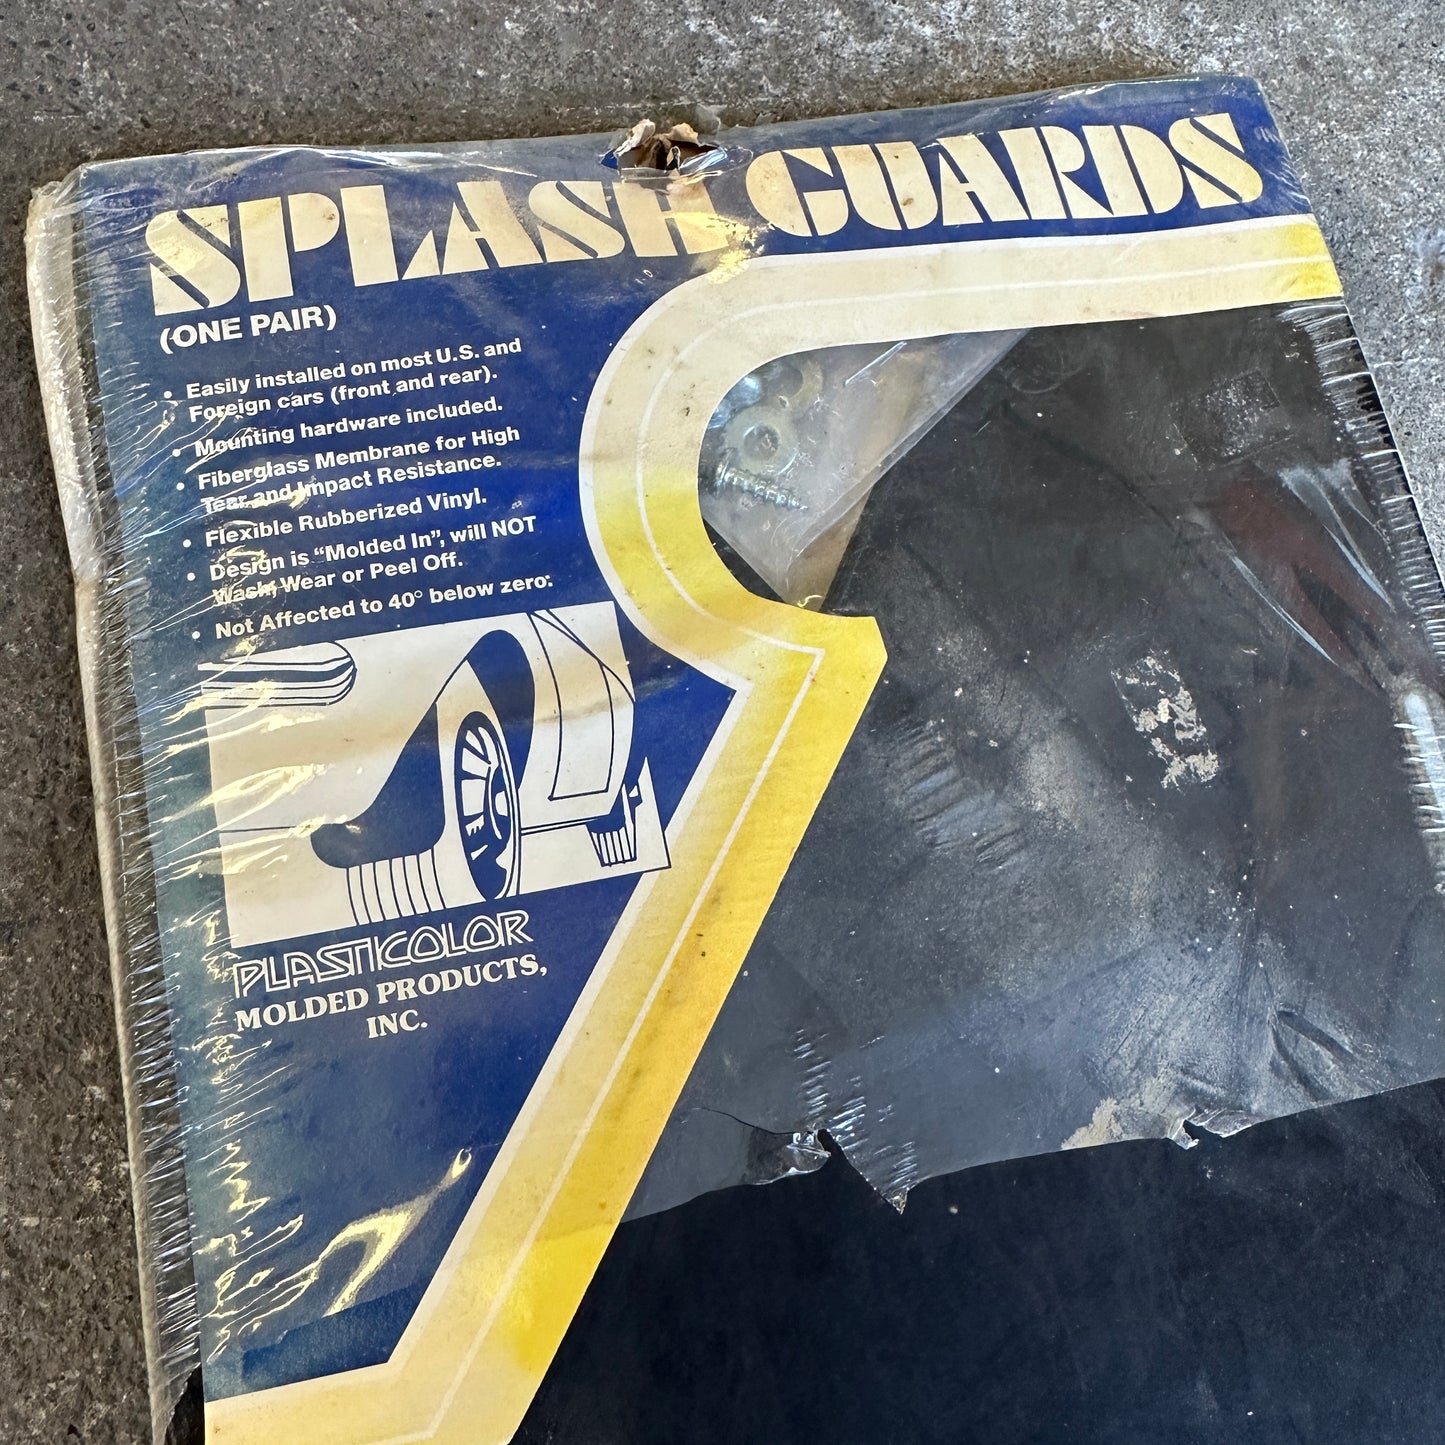 SPLASH GUARDS
(ONE PAIR)
• Easily installed on most U.S. and
Foreign cars (front and rear).
• Mounting hardware included.
• Fiberglass Membrane for High
Tear and Impact Resistance.
• Flexible Rubberized Vinyl.
• Design is “Molded In”, will NOT
Wash, Wear or Peel Off.
• Not Affected to 40° below zero.
PLASTICOLOR
MOLDED PRODUCTS,
INC.